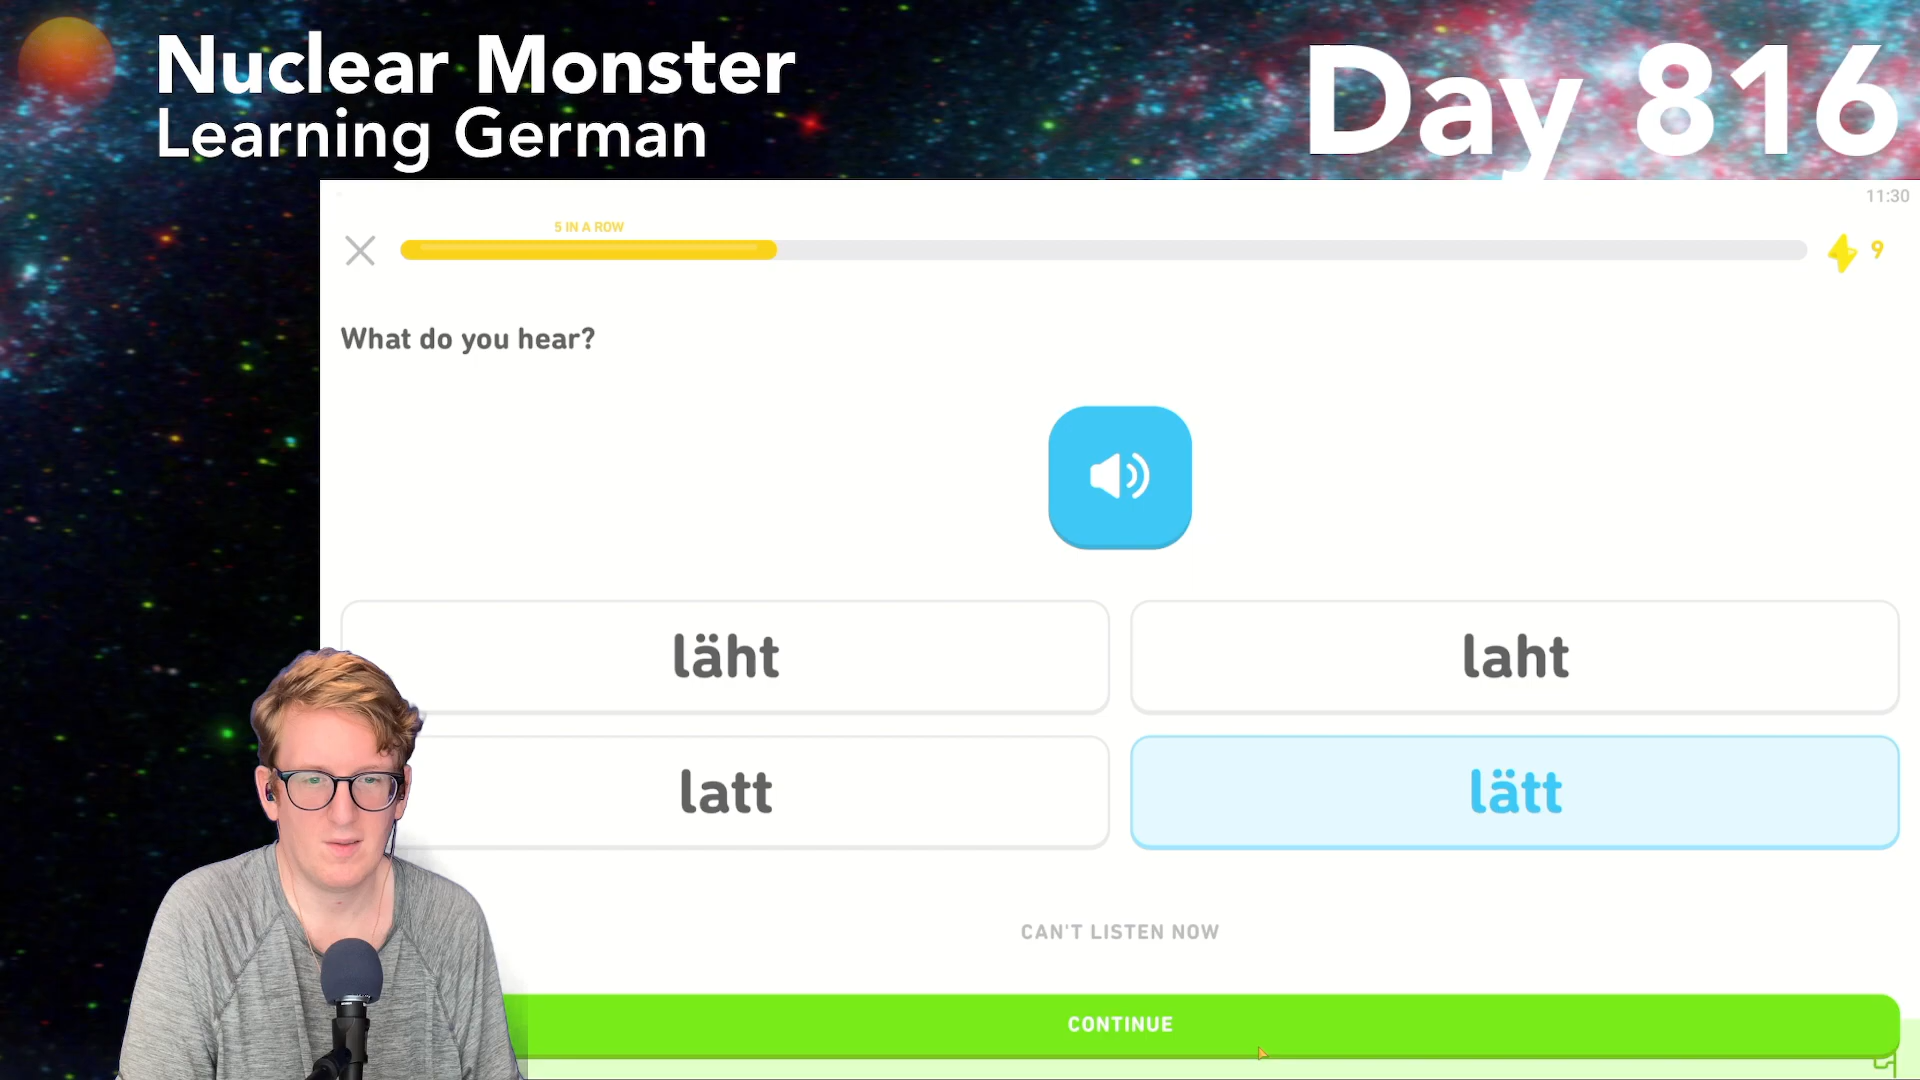 Nuclear Monster
Learning German
Day 816
11:30
5 IN A ROW
9
What do you hear?
läht
laht
latt
lätt
CAN'T LISTEN NOW
CONTINUE